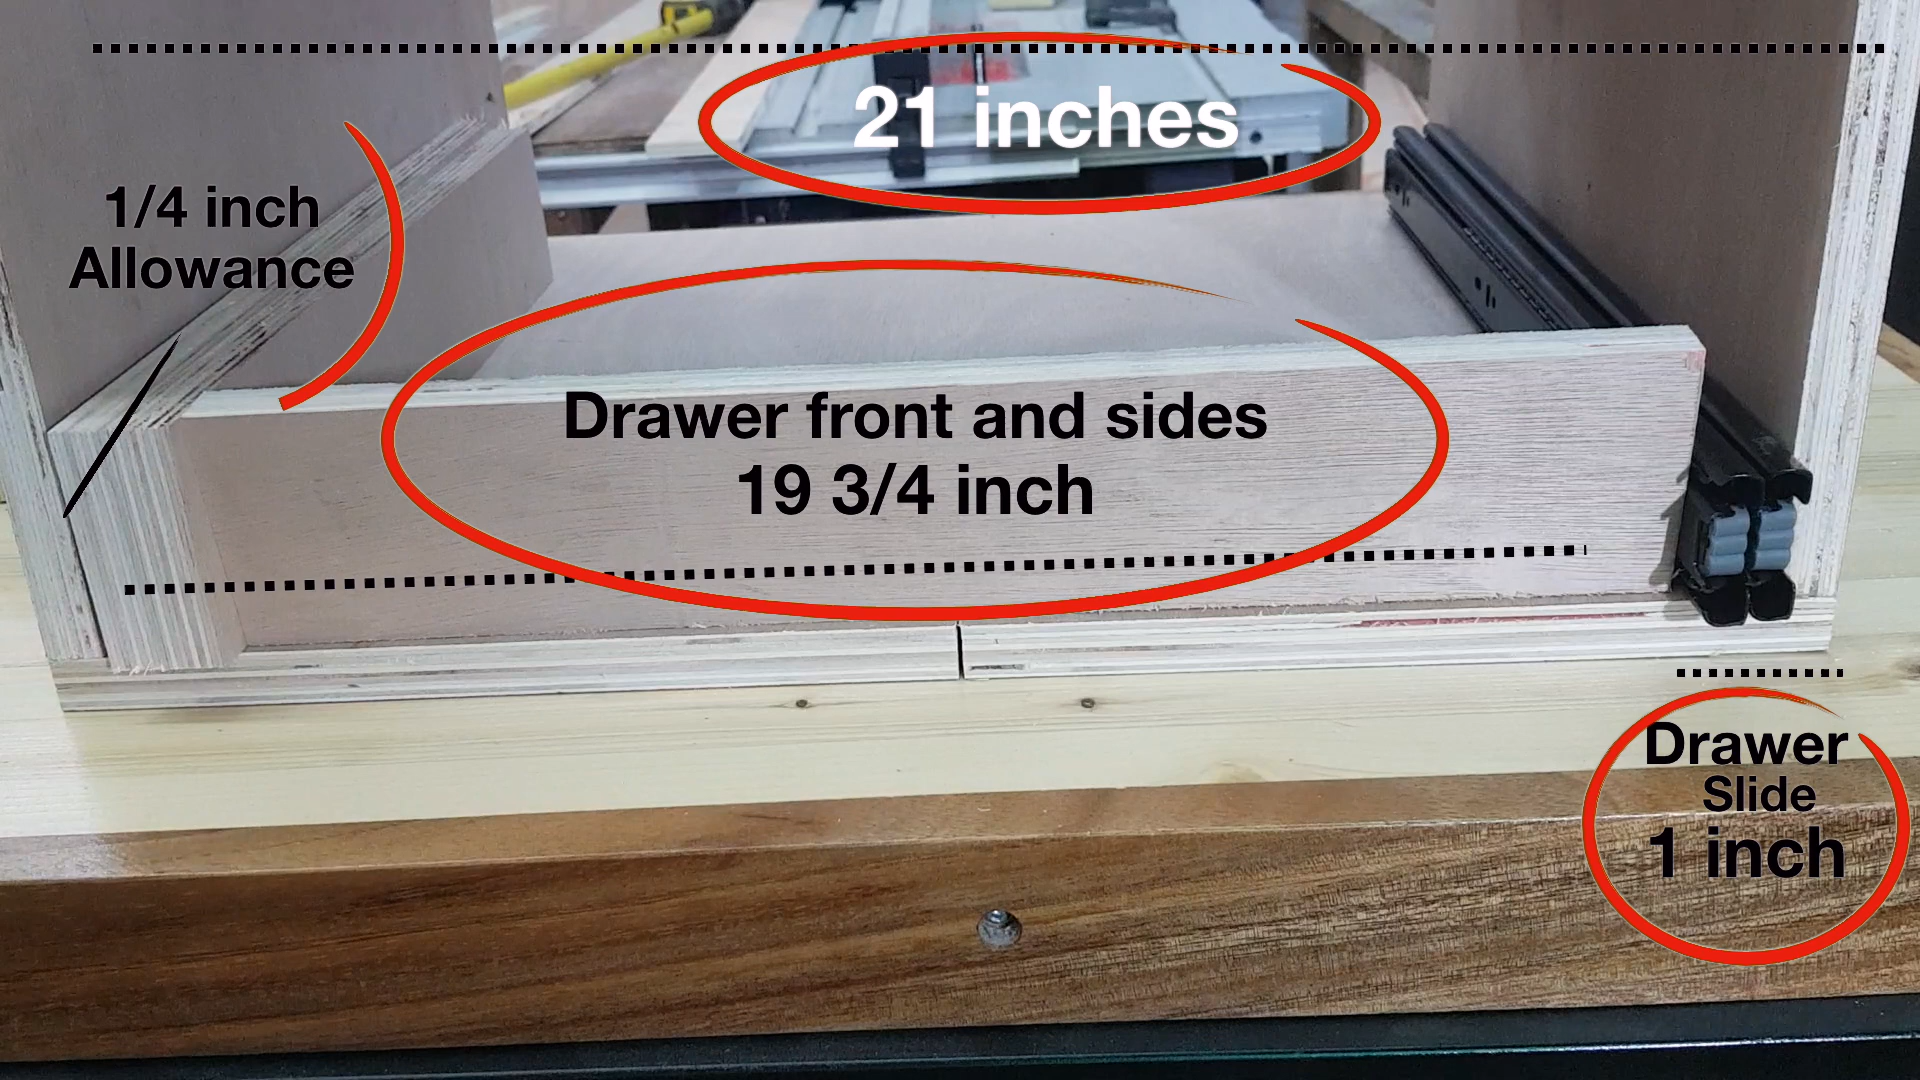 21 inches
1/4 inch
Allowance
Drawer front and sides
19 3/4 inch
Drawer
Slide
1 inch